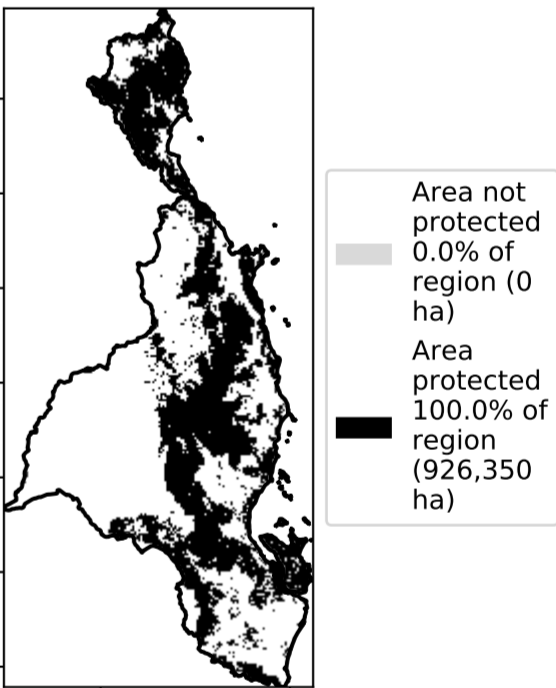 Area not
protected
0.0% of
region (0
ha)
Area
protected
100.0% of
region
(926,350
ha)